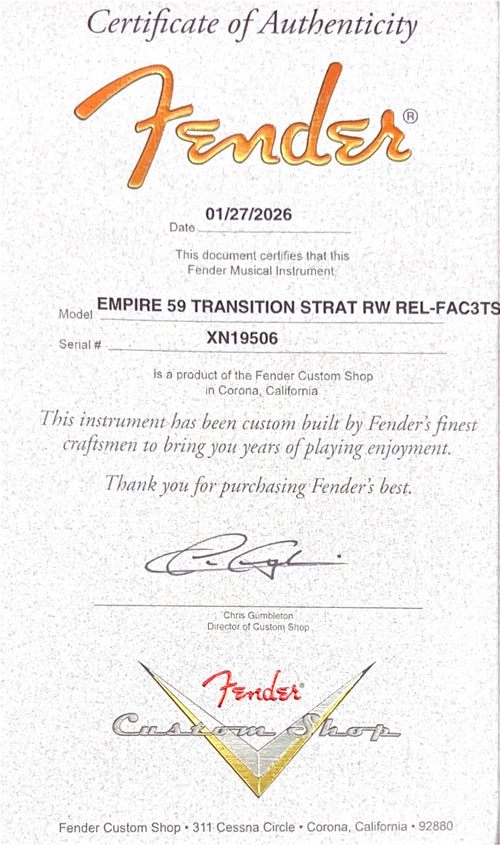 Certificate of Authenticity
Fender®
Date 01/27/2026
This document certifies that this
Fender Musical Instrument
Model EMPIRE 59 TRANSITION STRAT RW REL-FAC3TS
Serial # XN19506
is a product of the Fender Custom Shop
in Corona, California
This instrument has been custom built by Fender's finest
craftsmen to bring you years of playing enjoyment.
Thank you for purchasing Fender's best.
Chris Gumbleton
Director of Custom Shop
Fender®
Custom Shop
Fender Custom Shop • 311 Cessna Circle • Corona, California • 92880